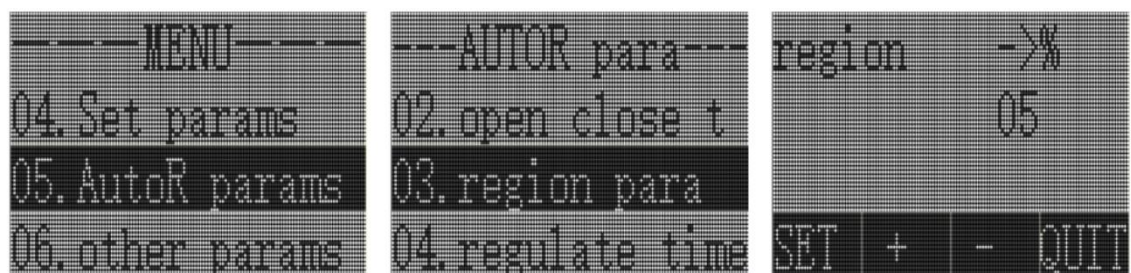 -----MENU-----
04. Set params
05. AutoR params
06. other params
---AUTOR para---
02. open close t
03. region para
04. regulate time
region ->%
05
SET + - QUIT